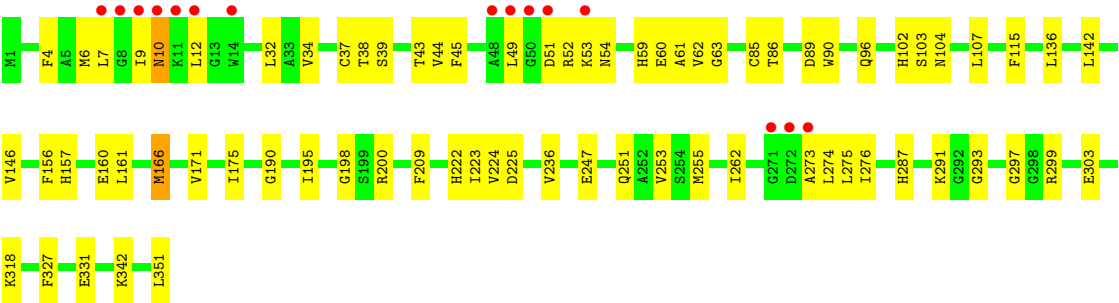 M1 F4 A5 M6 L7 G8 I9 N10 K11 L12 G13 W14 L32 A33 V34 C37 T38 S39 T43 V44 F45 A48 L49 G50 D51 R52 K53 N54 H59 E60 A61 V62 G63 C85 T86 D89 W90 Q96 H102 S103 N104 L107 F115 L136 L142
V146 F156 H157 E160 L161 M166 V171 I175 G190 I195 G198 S199 R200 F209 H222 I223 V224 D225 V236 E247 Q251 A252 V253 S254 M255 I262 G271 D272 A273 L274 L275 I276 H287 K291 G292 G293 G297 G298 R299 E303
K318 F327 E331 K342 L351